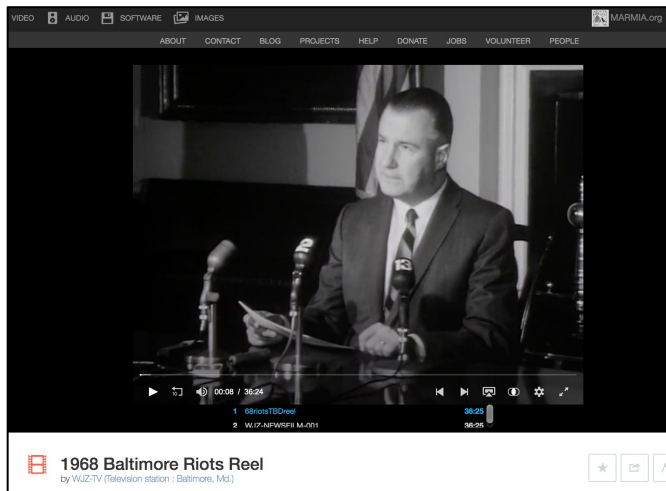 VIDEO AUDIO SOFTWARE IMAGES MARMIA.org
ABOUT CONTACT BLOG PROJECTS HELP DONATE JOBS VOLUNTEER PEOPLE
2
13
10
00:08 / 36:24
1 68riotsTBDreel 36:25
2 WJZ-NEWSFILM-001 36:25
1968 Baltimore Riots Reel
by WJZ-TV (Television station : Baltimore, Md.)